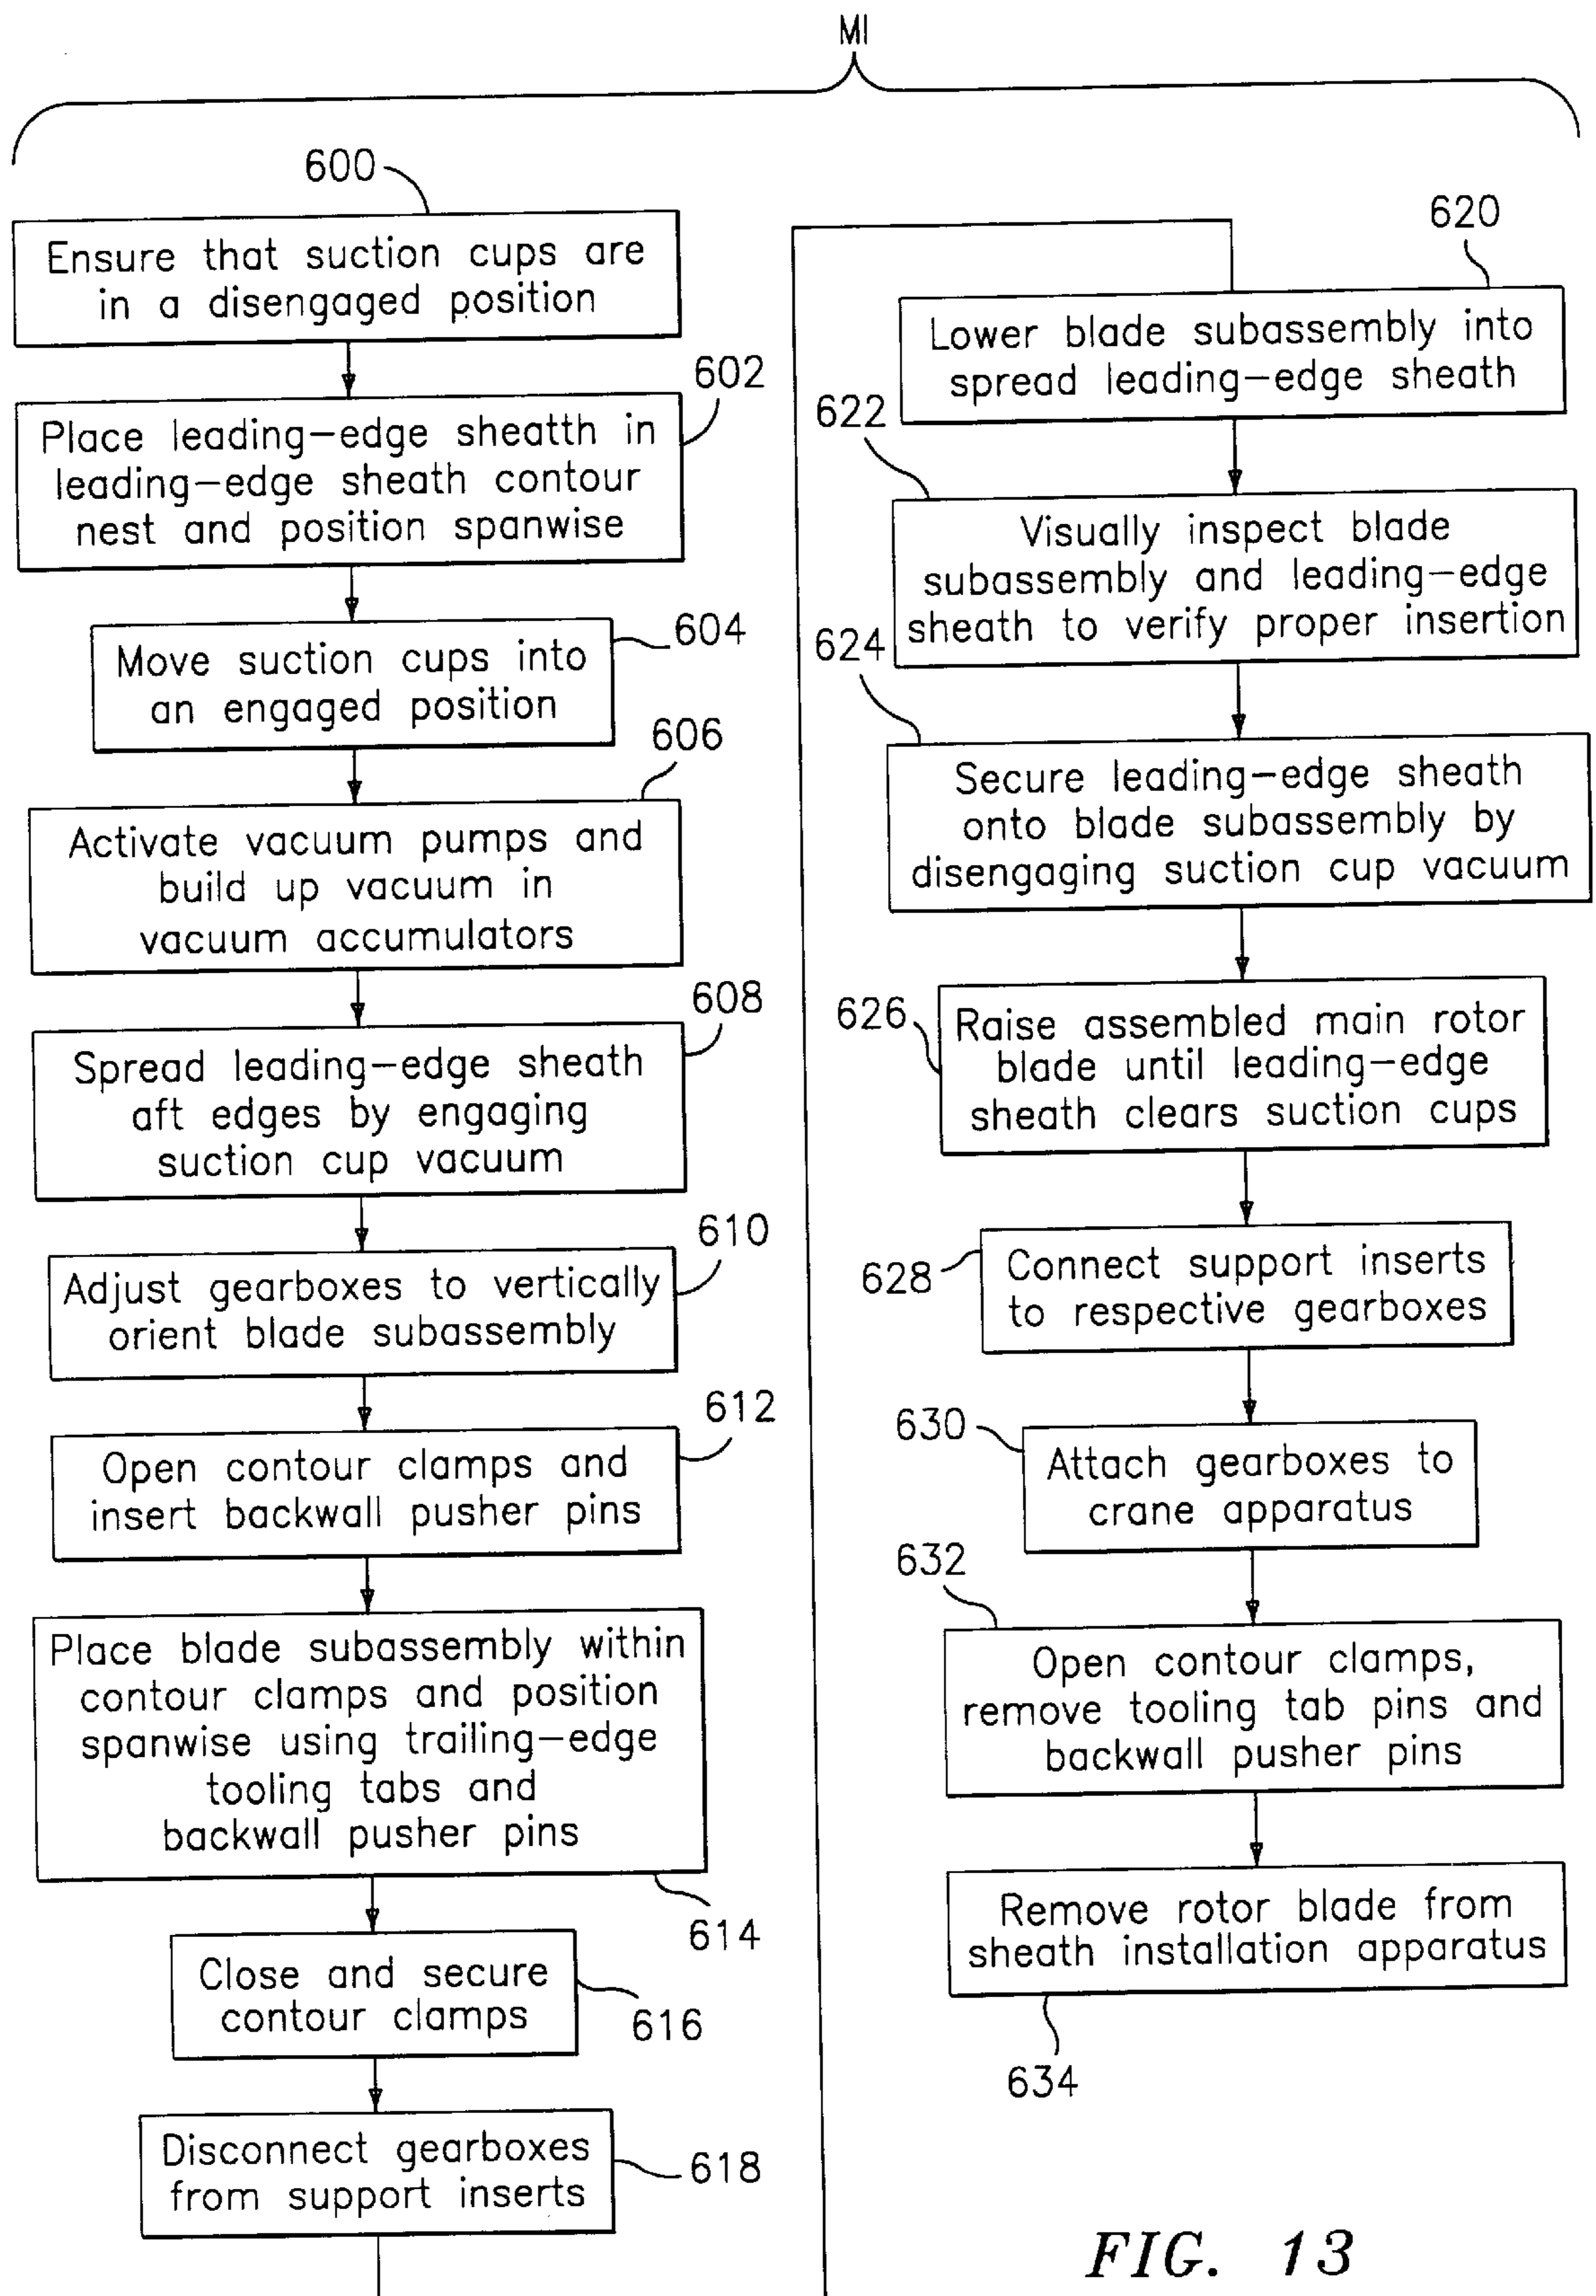 MI
600
Ensure that suction cups are
in a disengaged position
602
Place leading-edge sheatth in
leading-edge sheath contour
nest and position spanwise
604
Move suction cups into
an engaged position
606
Activate vacuum pumps and
build up vacuum in
vacuum accumulators
608
Spread leading-edge sheath
aft edges by engaging
suction cup vacuum
610
Adjust gearboxes to vertically
orient blade subassembly
612
Open contour clamps and
insert backwall pusher pins
Place blade subassembly within
contour clamps and position
spanwise using trailing-edge
tooling tabs and
backwall pusher pins
614
Close and secure
contour clamps
616
Disconnect gearboxes
from support inserts
618
620
Lower blade subassembly into
spread leading-edge sheath
622
Visually inspect blade
subassembly and leading-edge
sheath to verify proper insertion
624
Secure leading-edge sheath
onto blade subassembly by
disengaging suction cup vacuum
626
Raise assembled main rotor
blade until leading-edge
sheath clears suction cups
628
Connect support inserts
to respective gearboxes
630
Attach gearboxes to
crane apparatus
632
Open contour clamps,
remove tooling tab pins and
backwall pusher pins
Remove rotor blade from
sheath installation apparatus
634
FIG. 13